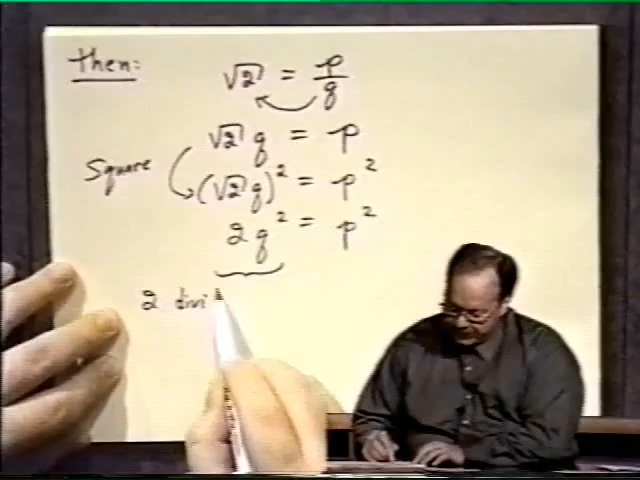 Then:
√2 = p/q
√2 q = p
Square
(√2 q)² = p²
2q² = p²
2 divi